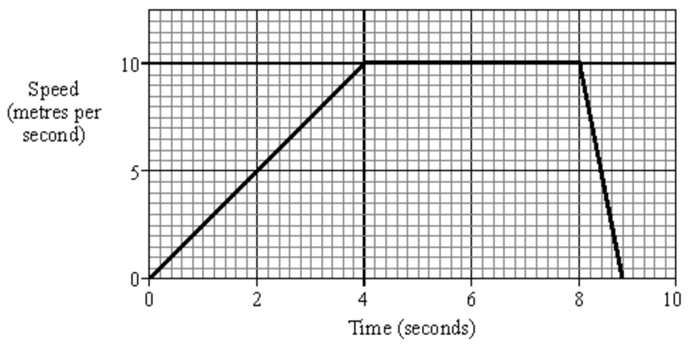 10
Speed
(metres per
second)
5
0
0 2 4 6 8 10
Time (seconds)